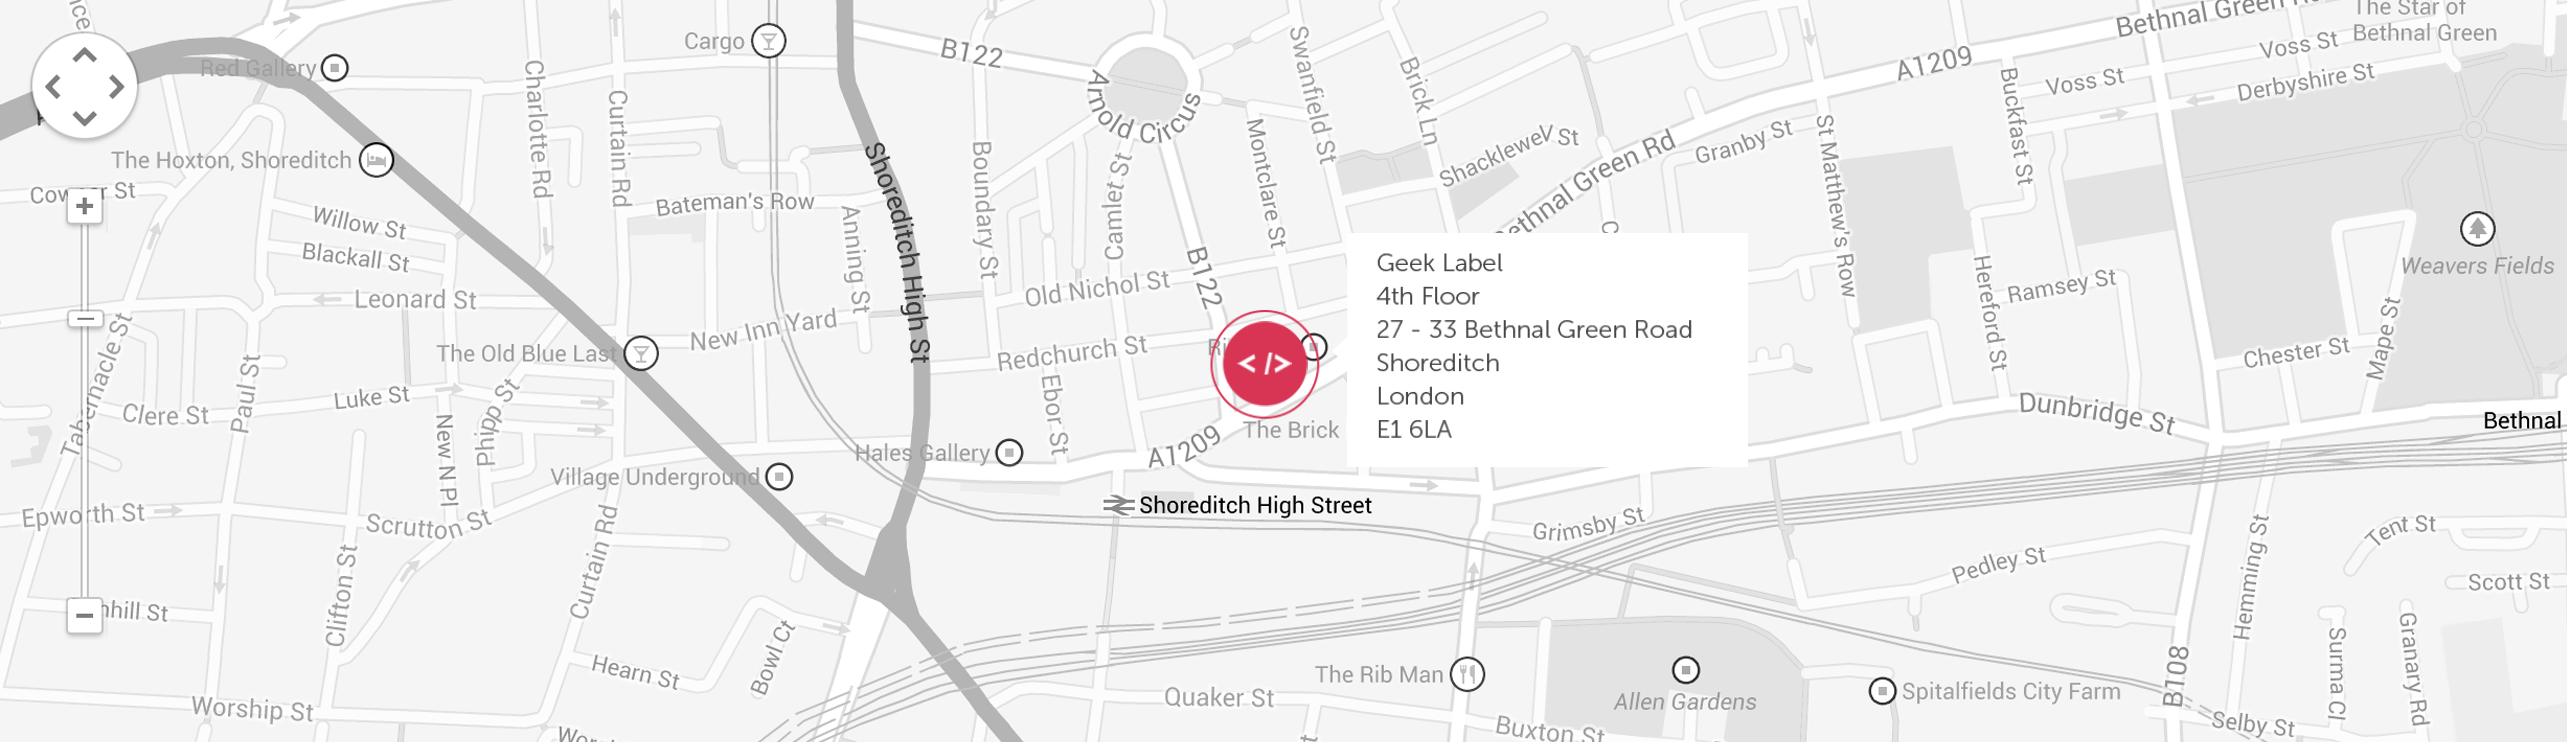 Red Gallery
Cargo
B122
Arnold Circus
Swanfield St
Brick Ln
A1209
Bethnal Green
The Star of
Bethnal Green
Voss St
Voss St
Derbyshire St
Buckfast St
Charlotte Rd
Curtain Rd
The Hoxton, Shoreditch
St
Willow St
Blackall St
Leonard St
Bateman's Row
Anning St
Shoreditch High St
Boundary St
Camlet St
Montclare St
Shacklewell St
Bethnal Green Rd
Granby St
St Matthew's Row
Hereford St
Ramsey St
Weavers Fields
Mape St
Chester St
Old Nichol St
B122
New Inn Yard
Redchurch St
The Old Blue Last
Tabernacle St
Paul St
Clere St
Luke St
New N Pl
Phipp St
Ebor St
</>
Geek Label
4th Floor
27 - 33 Bethnal Green Road
Shoreditch
London
E1 6LA
The Brick
A1209
Hales Gallery
Village Underground
Shoreditch High Street
Dunbridge St
Bethnal
Epworth St
Scrutton St
Curtain Rd
Clifton St
Grimsby St
Pedley St
Hemming St
Tent St
Scott St
nhill St
Hearn St
Bowl Ct
Worship St
Quaker St
The Rib Man
Allen Gardens
Spitalfields City Farm
Buxton St
B108
Selby St
Surma Cl
Granary Rd